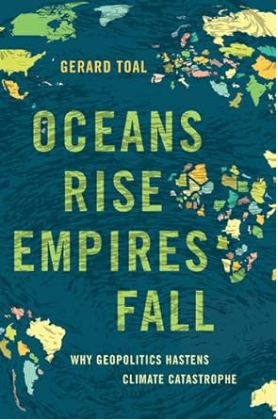 GERARD TOAL
OCEANS
RISE
EMPIRES
FALL
WHY GEOPOLITICS HASTENS
CLIMATE CATASTROPHE